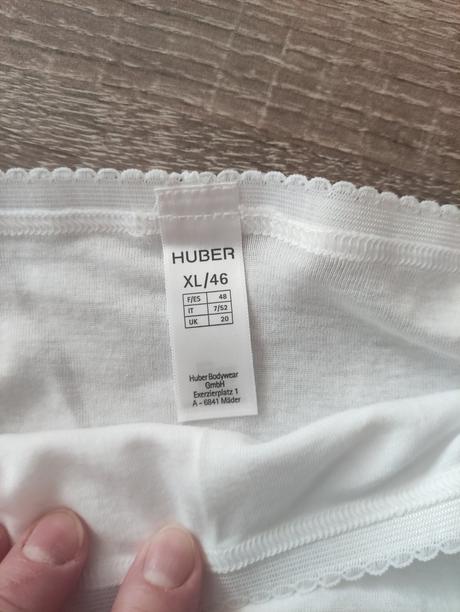 HUBER
XL/46
F/ES 48
IT 7/52
UK 20
Huber Bodywear
GmbH
Exerzierplatz 1
A - 6841 Mäder